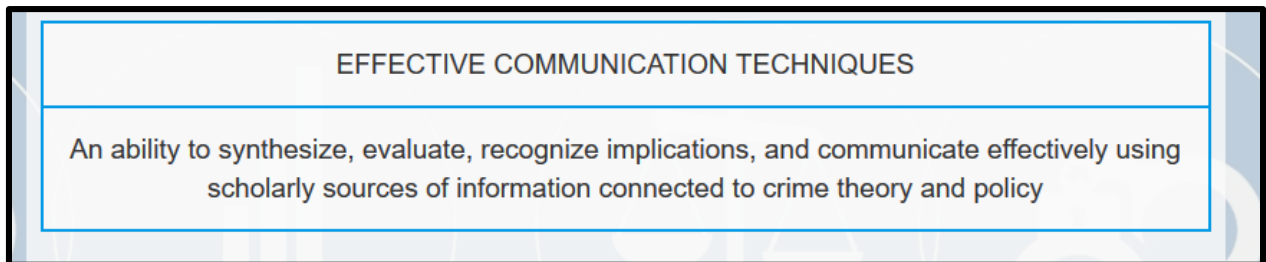 EFFECTIVE COMMUNICATION TECHNIQUES
An ability to synthesize, evaluate, recognize implications, and communicate effectively using
scholarly sources of information connected to crime theory and policy